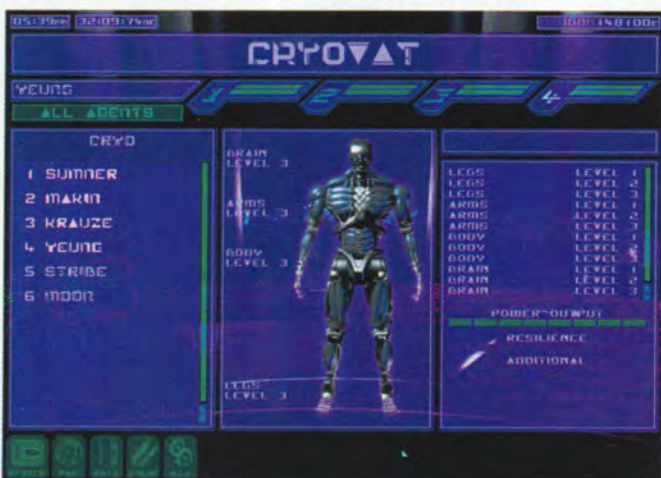 CRYOVAT
YEUNG
1 2 3 4
ALL AGENTS
CRYO
1 SUMNER
2 MAKIN
3 KRAUZE
4 YEUNG
5 STRIBE
6 MOON
BRAIN
LEVEL 3
ARMS
LEVEL 3
BODY
LEVEL 3
LEGS
LEVEL 3
LEGS LEVEL 1
LEGS LEVEL 2
LEGS LEVEL 3
ARMS LEVEL 1
ARMS LEVEL 2
ARMS LEVEL 3
BODY LEVEL 1
BODY LEVEL 2
BODY LEVEL
BRAIN LEVEL 1
BRAIN LEVEL 2
BRAIN LEVEL 3
POWER OUTPUT
RESILIENCE
ADDITIONAL